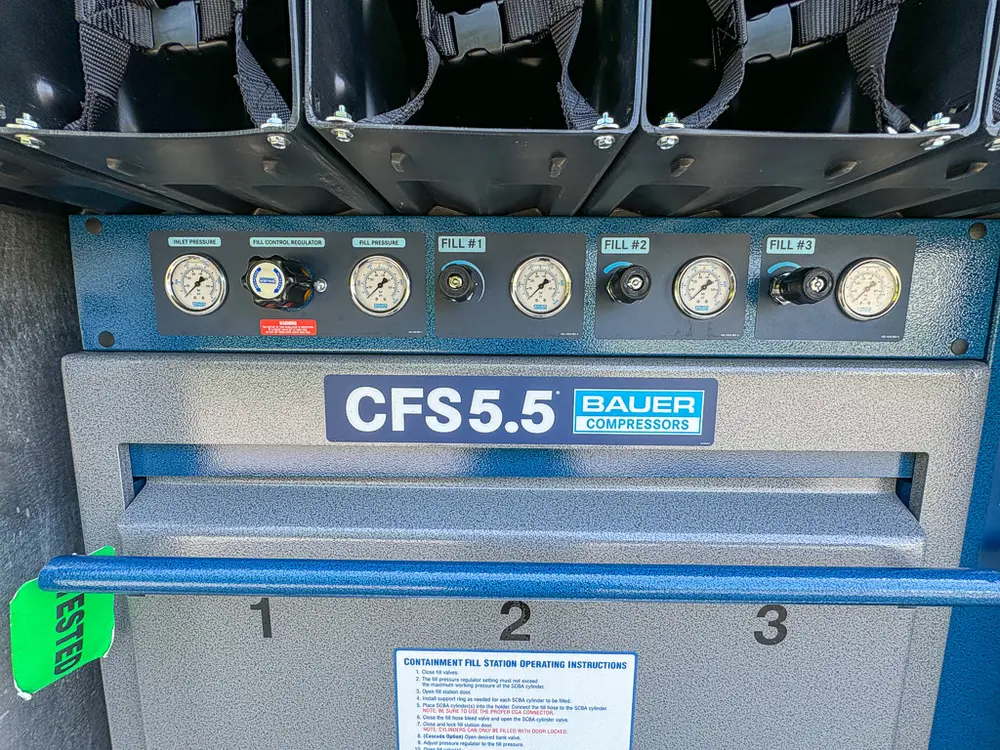 INLET PRESSURE
FILL CONTROL REGULATOR
FILL PRESSURE
FILL #1
FILL #2
FILL #3
WARNING
CFS5.5
BAUER
COMPRESSORS
ESTED
1
2
3
CONTAINMENT FILL STATION OPERATING INSTRUCTIONS
1. Close fill valves.
2. The fill pressure regulator setting must not exceed
the maximum working pressure of the SCBA cylinder.
3. Open fill station door.
4. Install support ring as needed for each SCBA cylinder to be filled.
5. Place SCBA cylinder(s) into the holder. Connect the fill hose to the SCBA cylinder.
NOTE: BE SURE TO USE THE PROPER CGA CONNECTOR.
6. Close the fill hose bleed valve and open the SCBA cylinder valve.
7. Close and lock fill station door.
NOTE: CYLINDERS CAN ONLY BE FILLED WITH DOOR LOCKED.
8. (Cascade Option) Open desired bank valve.
9. Adjust pressure regulator to the fill pressure.